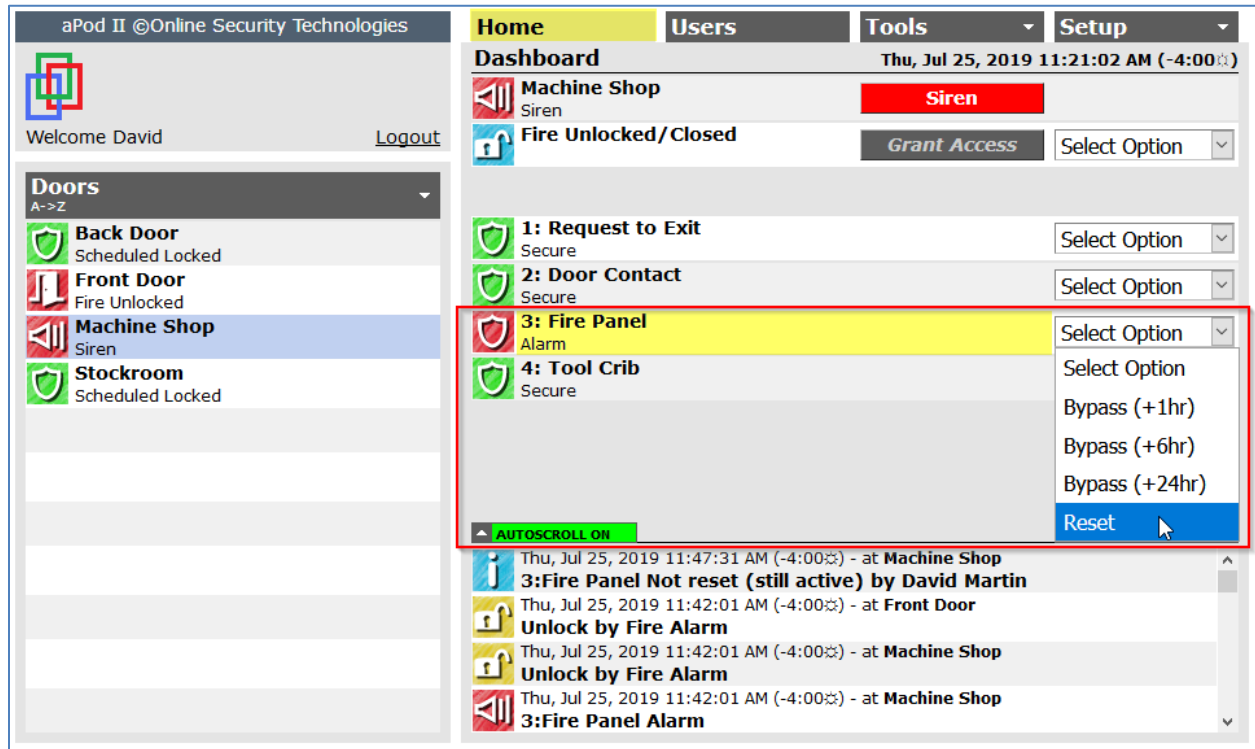 aPod II ©Online Security Technologies
Welcome David
Logout
Doors
A->Z
Back Door
Scheduled Locked
Front Door
Fire Unlocked
Machine Shop
Siren
Stockroom
Scheduled Locked
Home
Users
Tools
Setup
Dashboard
Thu, Jul 25, 2019 11:21:02 AM (-4:00☼)
Machine Shop
Siren
Siren
Fire Unlocked/Closed
Grant Access
Select Option
1: Request to Exit
Secure
Select Option
2: Door Contact
Secure
Select Option
3: Fire Panel
Alarm
Select Option
Select Option
Bypass (+1hr)
Bypass (+6hr)
Bypass (+24hr)
Reset
4: Tool Crib
Secure
AUTOSCROLL ON
Thu, Jul 25, 2019 11:47:31 AM (-4:00☼) - at Machine Shop
3:Fire Panel Not reset (still active) by David Martin
Thu, Jul 25, 2019 11:42:01 AM (-4:00☼) - at Front Door
Unlock by Fire Alarm
Thu, Jul 25, 2019 11:42:01 AM (-4:00☼) - at Machine Shop
Unlock by Fire Alarm
Thu, Jul 25, 2019 11:42:01 AM (-4:00☼) - at Machine Shop
3:Fire Panel Alarm